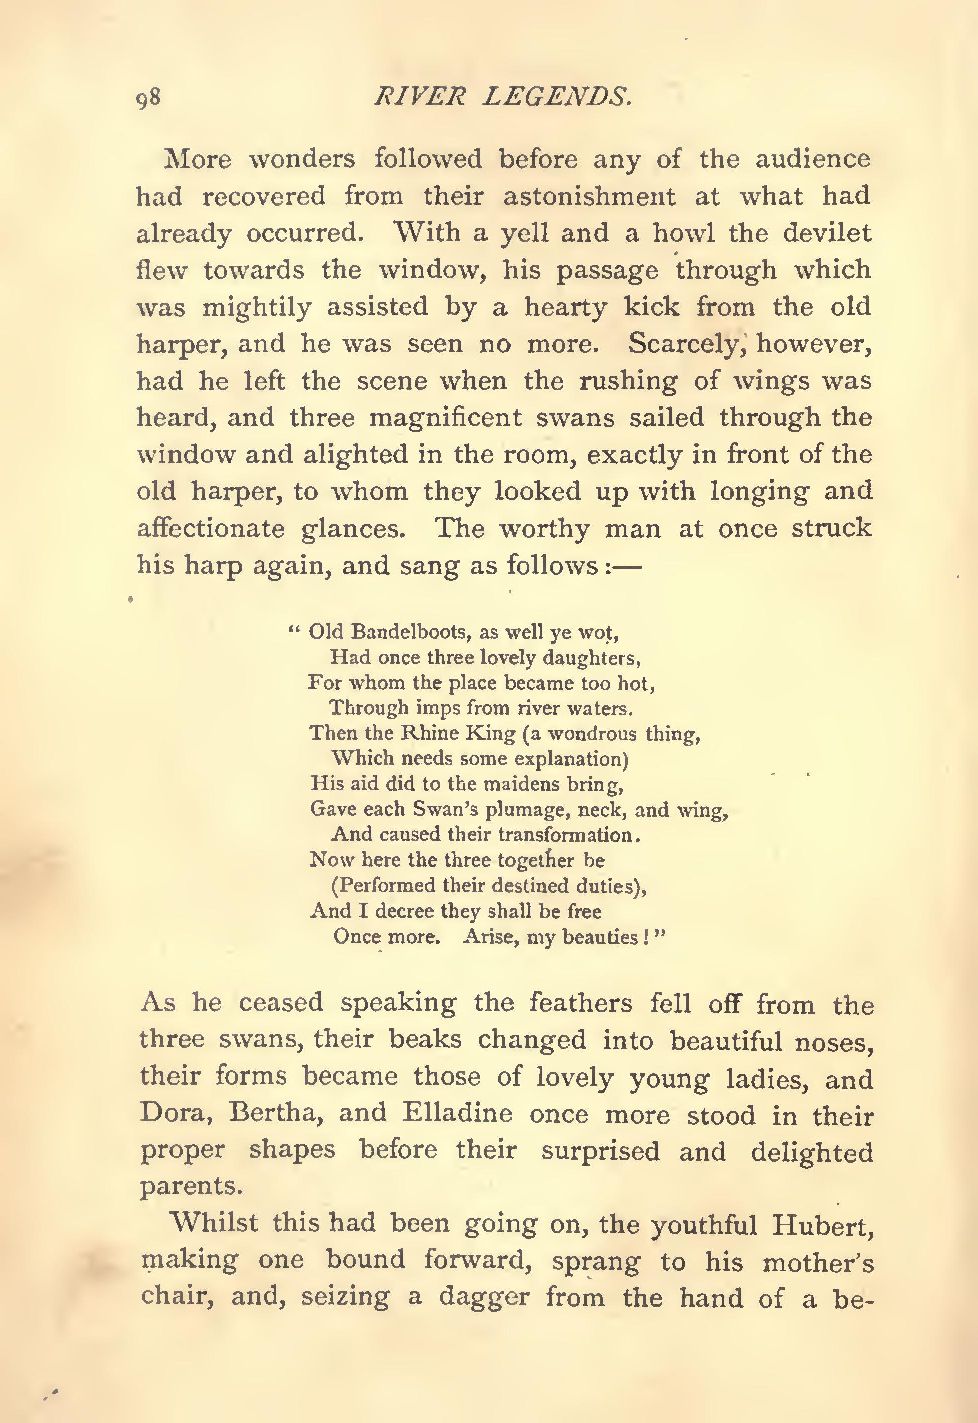 98 RIVER LEGENDS.
More wonders followed before any of the audience
had recovered from their astonishment at what had
already occurred. With a yell and a howl the devilet
flew towards the window, his passage through which
was mightily assisted by a hearty kick from the old
harper, and he was seen no more. Scarcely, however,
had he left the scene when the rushing of wings was
heard, and three magnificent swans sailed through the
window and alighted in the room, exactly in front of the
old harper, to whom they looked up with longing and
affectionate glances. The worthy man at once struck
his harp again, and sang as follows :—
“ Old Bandelboots, as well ye wot,
Had once three lovely daughters,
For whom the place became too hot,
Through imps from river waters.
Then the Rhine King (a wondrous thing,
Which needs some explanation)
His aid did to the maidens bring,
Gave each Swan’s plumage, neck, and wing,
And caused their transformation.
Now here the three together be
(Performed their destined duties),
And I decree they shall be free
Once more. Arise, my beauties ! ”
As he ceased speaking the feathers fell off from the
three swans, their beaks changed into beautiful noses,
their forms became those of lovely young ladies, and
Dora, Bertha, and Elladine once more stood in their
proper shapes before their surprised and delighted
parents.
Whilst this had been going on, the youthful Hubert,
making one bound forward, sprang to his mother’s
chair, and, seizing a dagger from the hand of a be-